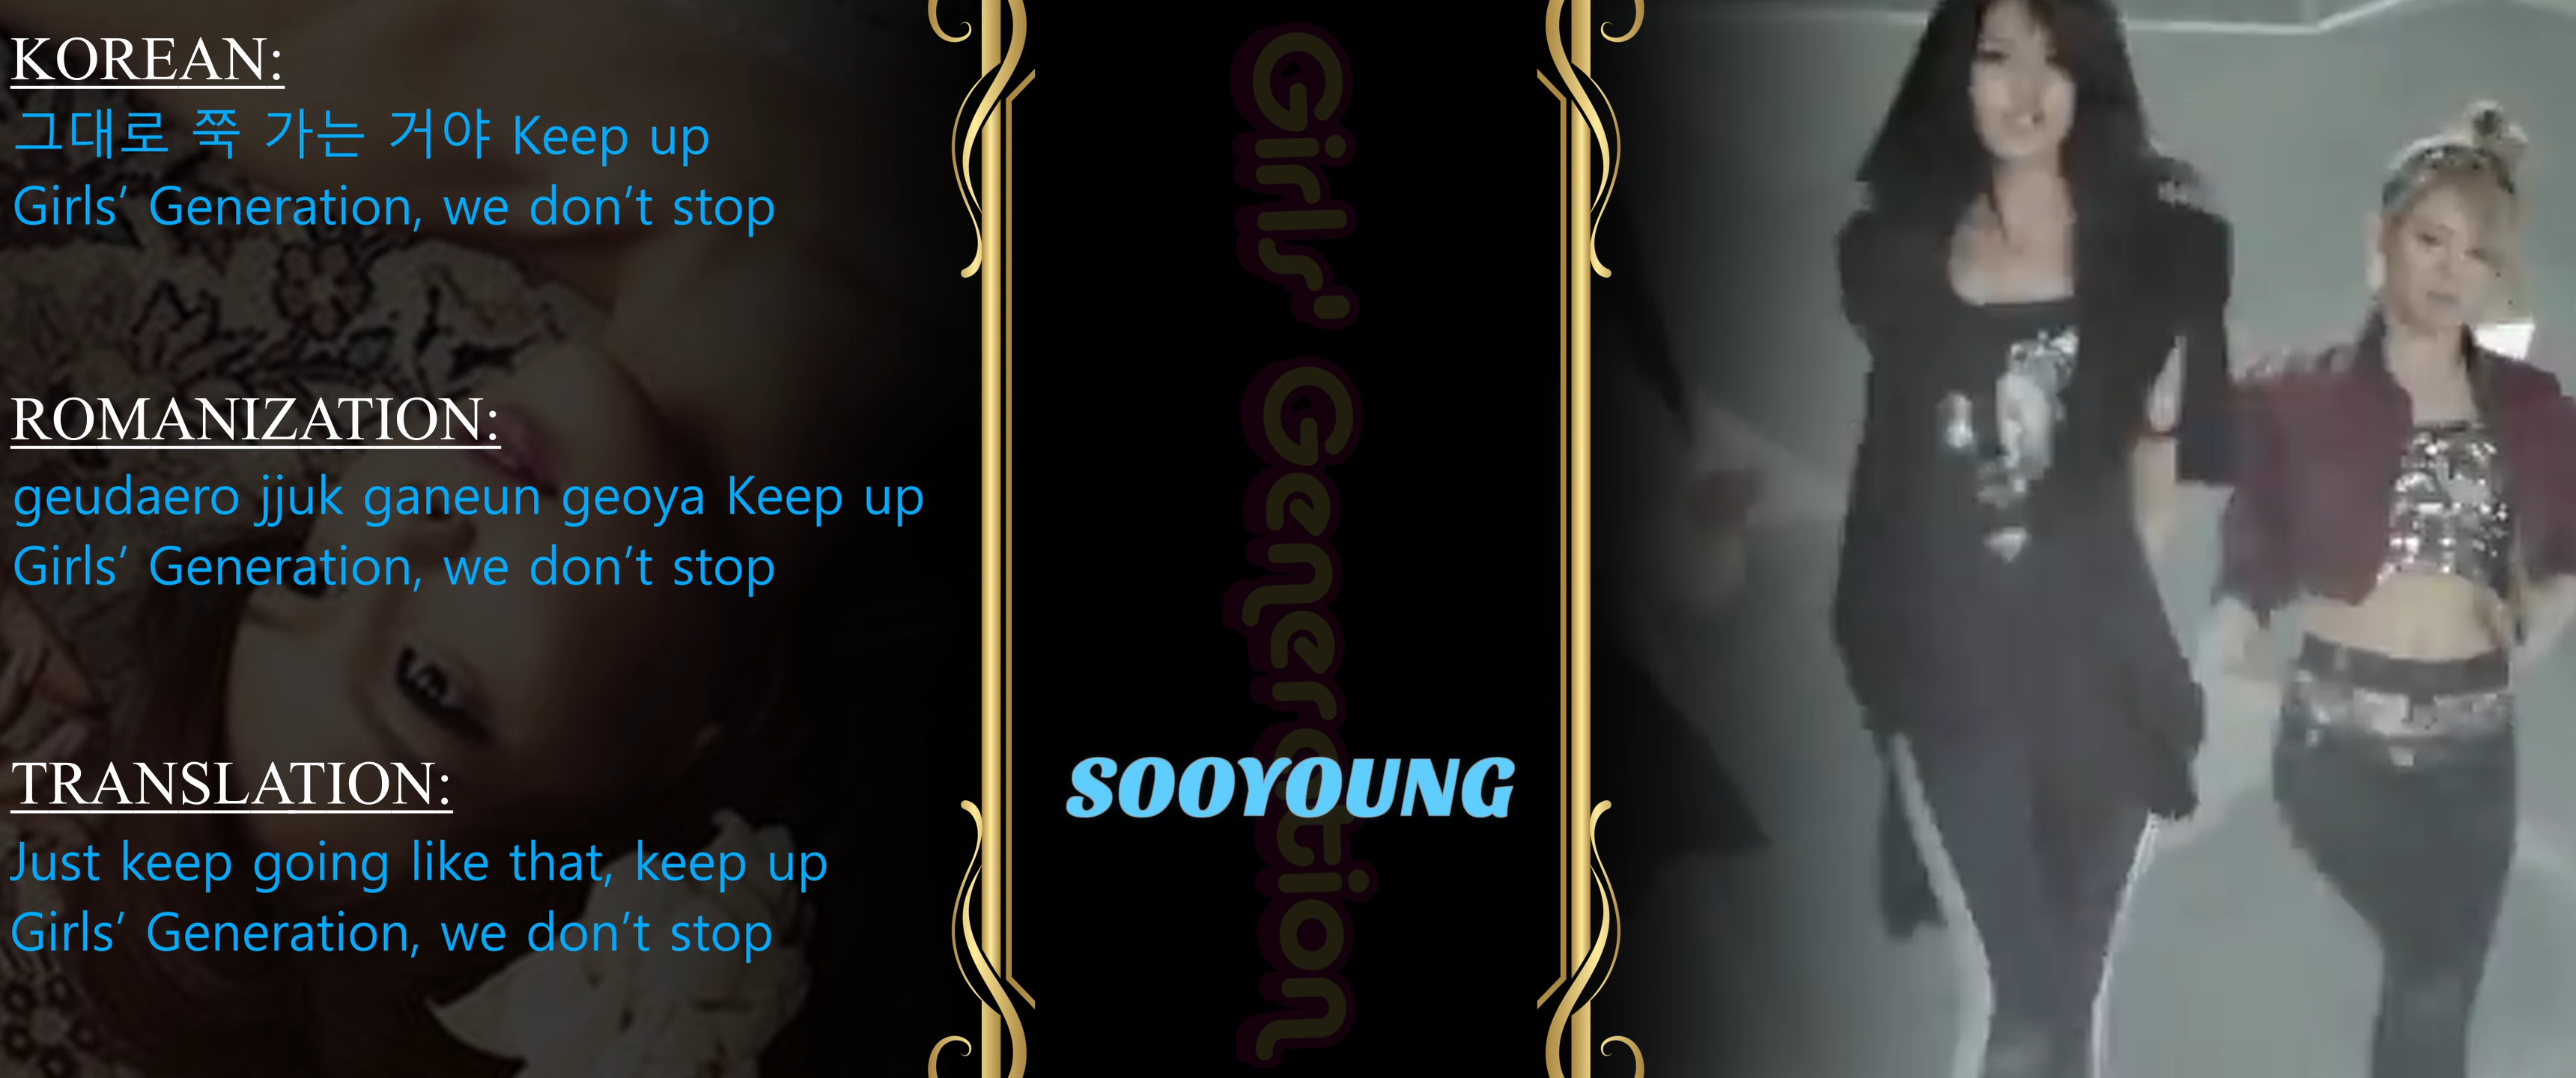 KOREAN:
그대로 쭉 가는 거야 Keep up
Girls’ Generation, we don’t stop
ROMANIZATION:
geudaero jjuk ganeun geoya Keep up
Girls’ Generation, we don’t stop
TRANSLATION:
Just keep going like that, keep up
Girls’ Generation, we don’t stop
Girls' Generation
SOOYOUNG